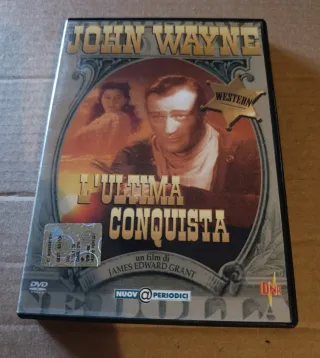 JOHN WAYNE
WESTERN
L'ULTIMA
CONQUISTA
un film di
JAMES EDWARD GRANT
DVD
NUOV@ PERIODICI